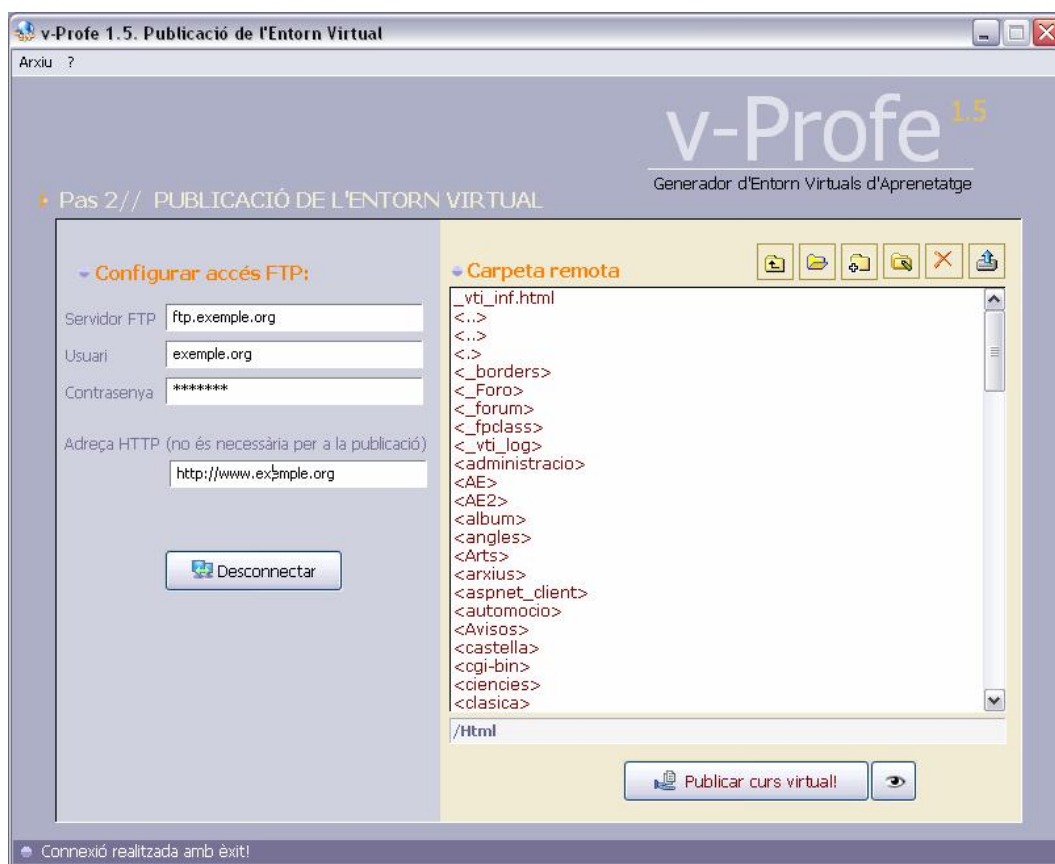 v-Profe 1.5. Publicació de l'Entorn Virtual
Arxiu ?
v-Profe 1.5
Generador d'Entorn Virtuals d'Aprenetatge
Pas 2// PUBLICACIÓ DE L'ENTORN VIRTUAL
Configurar accés FTP:
Servidor FTP ftp.exemple.org
Usuari exemple.org
Contrasenya *******
Adreça HTTP (no és necessària per a la publicació)
http://www.exemple.org
Desconnectar
Carpeta remota
_vti_inf.html
<..>
<..>
<.>
<_borders>
<_Foro>
<_forum>
<_fpclass>
<_vti_log>
<administracio>
<AE>
<AE2>
<album>
<angles>
<Arts>
<arxius>
<aspnet_client>
<automocio>
<Avisos>
<castella>
<cgi-bin>
<ciencies>
<clasica>
/Html
Publicar curs virtual!
Connexió realitzada amb èxit!